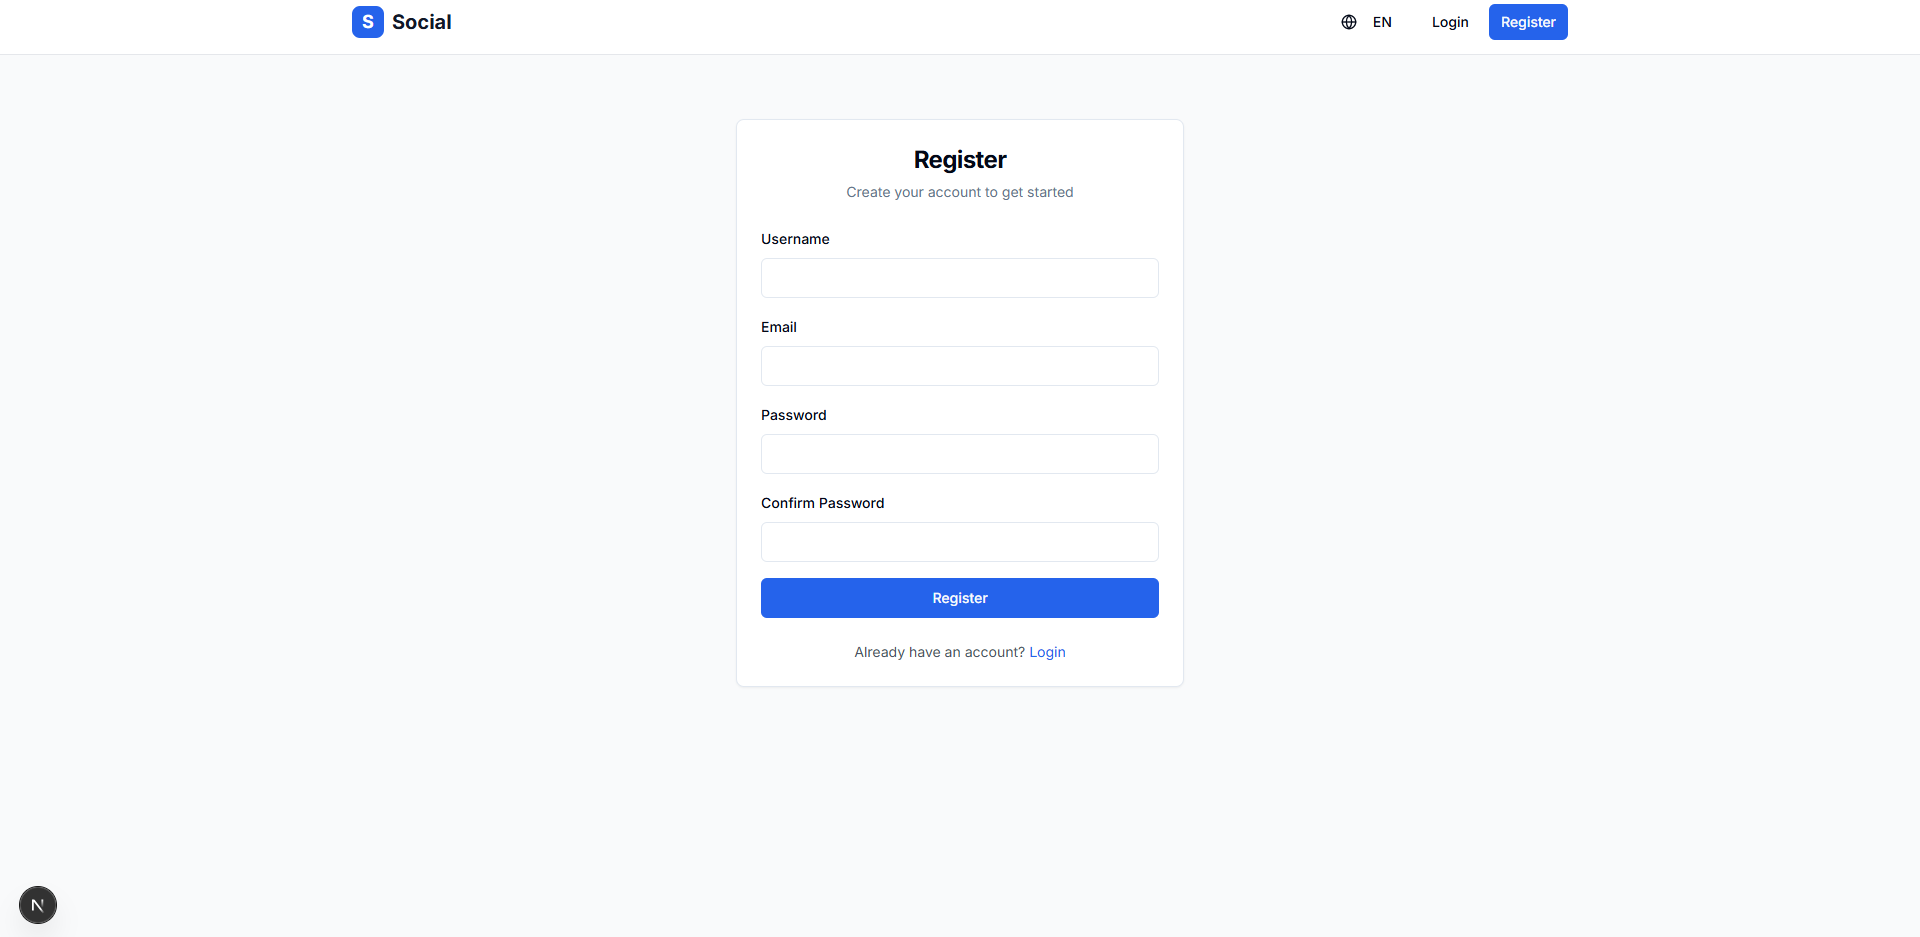 S Social
EN Login Register
Register
Create your account to get started
Username
Email
Password
Confirm Password
Register
Already have an account? Login
N